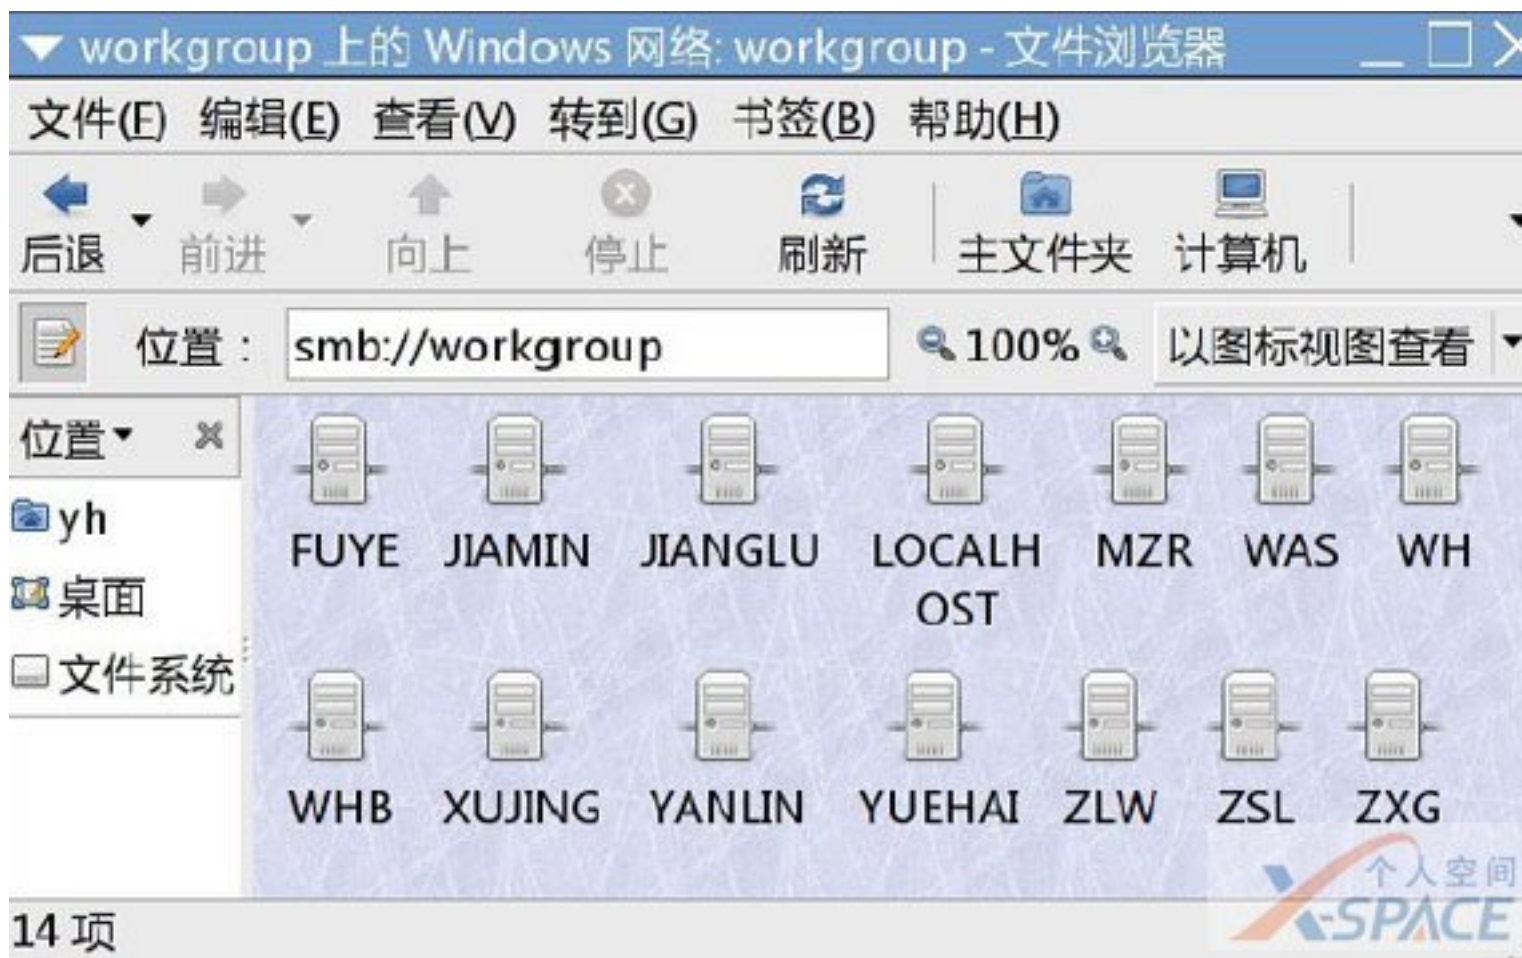 workgroup 上的 Windows 网络: workgroup - 文件浏览器
文件(F) 编辑(E) 查看(V) 转到(G) 书签(B) 帮助(H)
后退 前进 向上 停止 刷新 主文件夹 计算机
位置: smb://workgroup 100% 以图标视图查看
位置
yh
桌面
文件系统
FUYE JIAMIN JIANGLU LOCALH MZR WAS WH
OST
WHB XUJING YANLIN YUEHAI ZLW ZSL ZXG
14 项
个人空间
X-SPACE